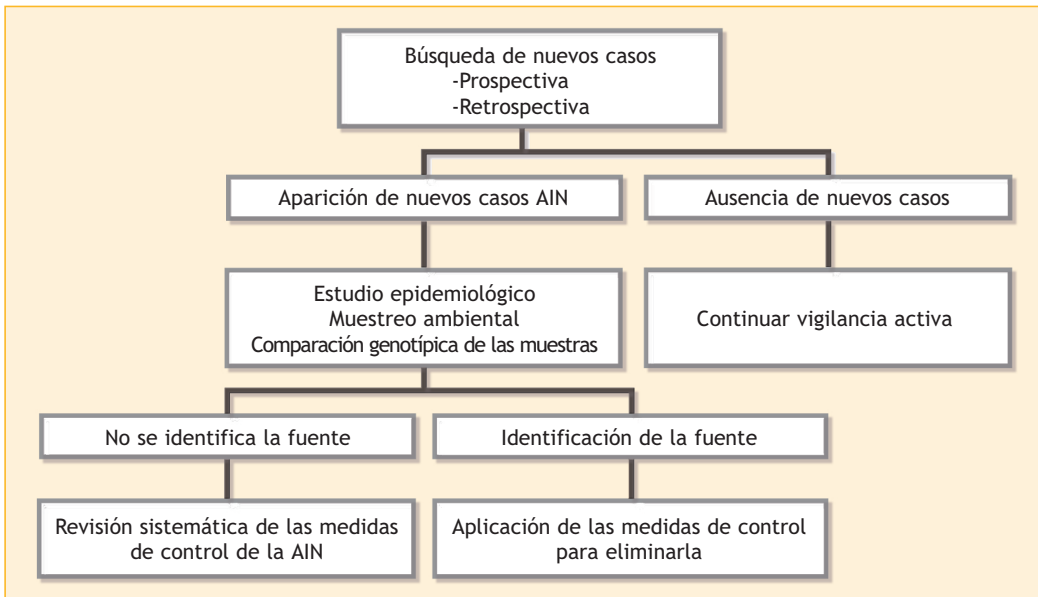 Búsqueda de nuevos casos
-Prospectiva
-Retrospectiva
Aparición de nuevos casos AIN
Ausencia de nuevos casos
Estudio epidemiológico
Muestreo ambiental
Comparación genotípica de las muestras
Continuar vigilancia activa
No se identifica la fuente
Identificación de la fuente
Revisión sistemática de las medidas
de control de la AIN
Aplicación de las medidas de control
para eliminarla